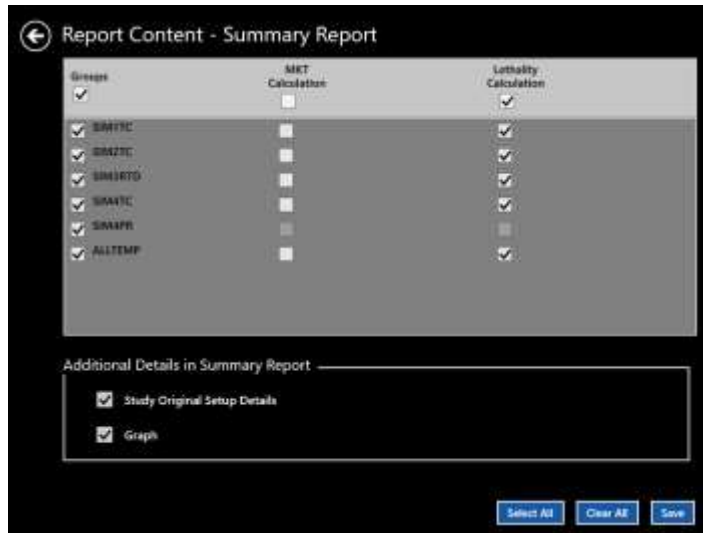 Report Content - Summary Report
Groups
MKT
Calculation
Lethality
Calculation
SIM1TC
SIM2TC
SIM3RTD
SIM4TC
SIM4PR
ALLTEMP
Additional Details in Summary Report
Study Original Setup Details
Graph
Select All
Clear All
Save